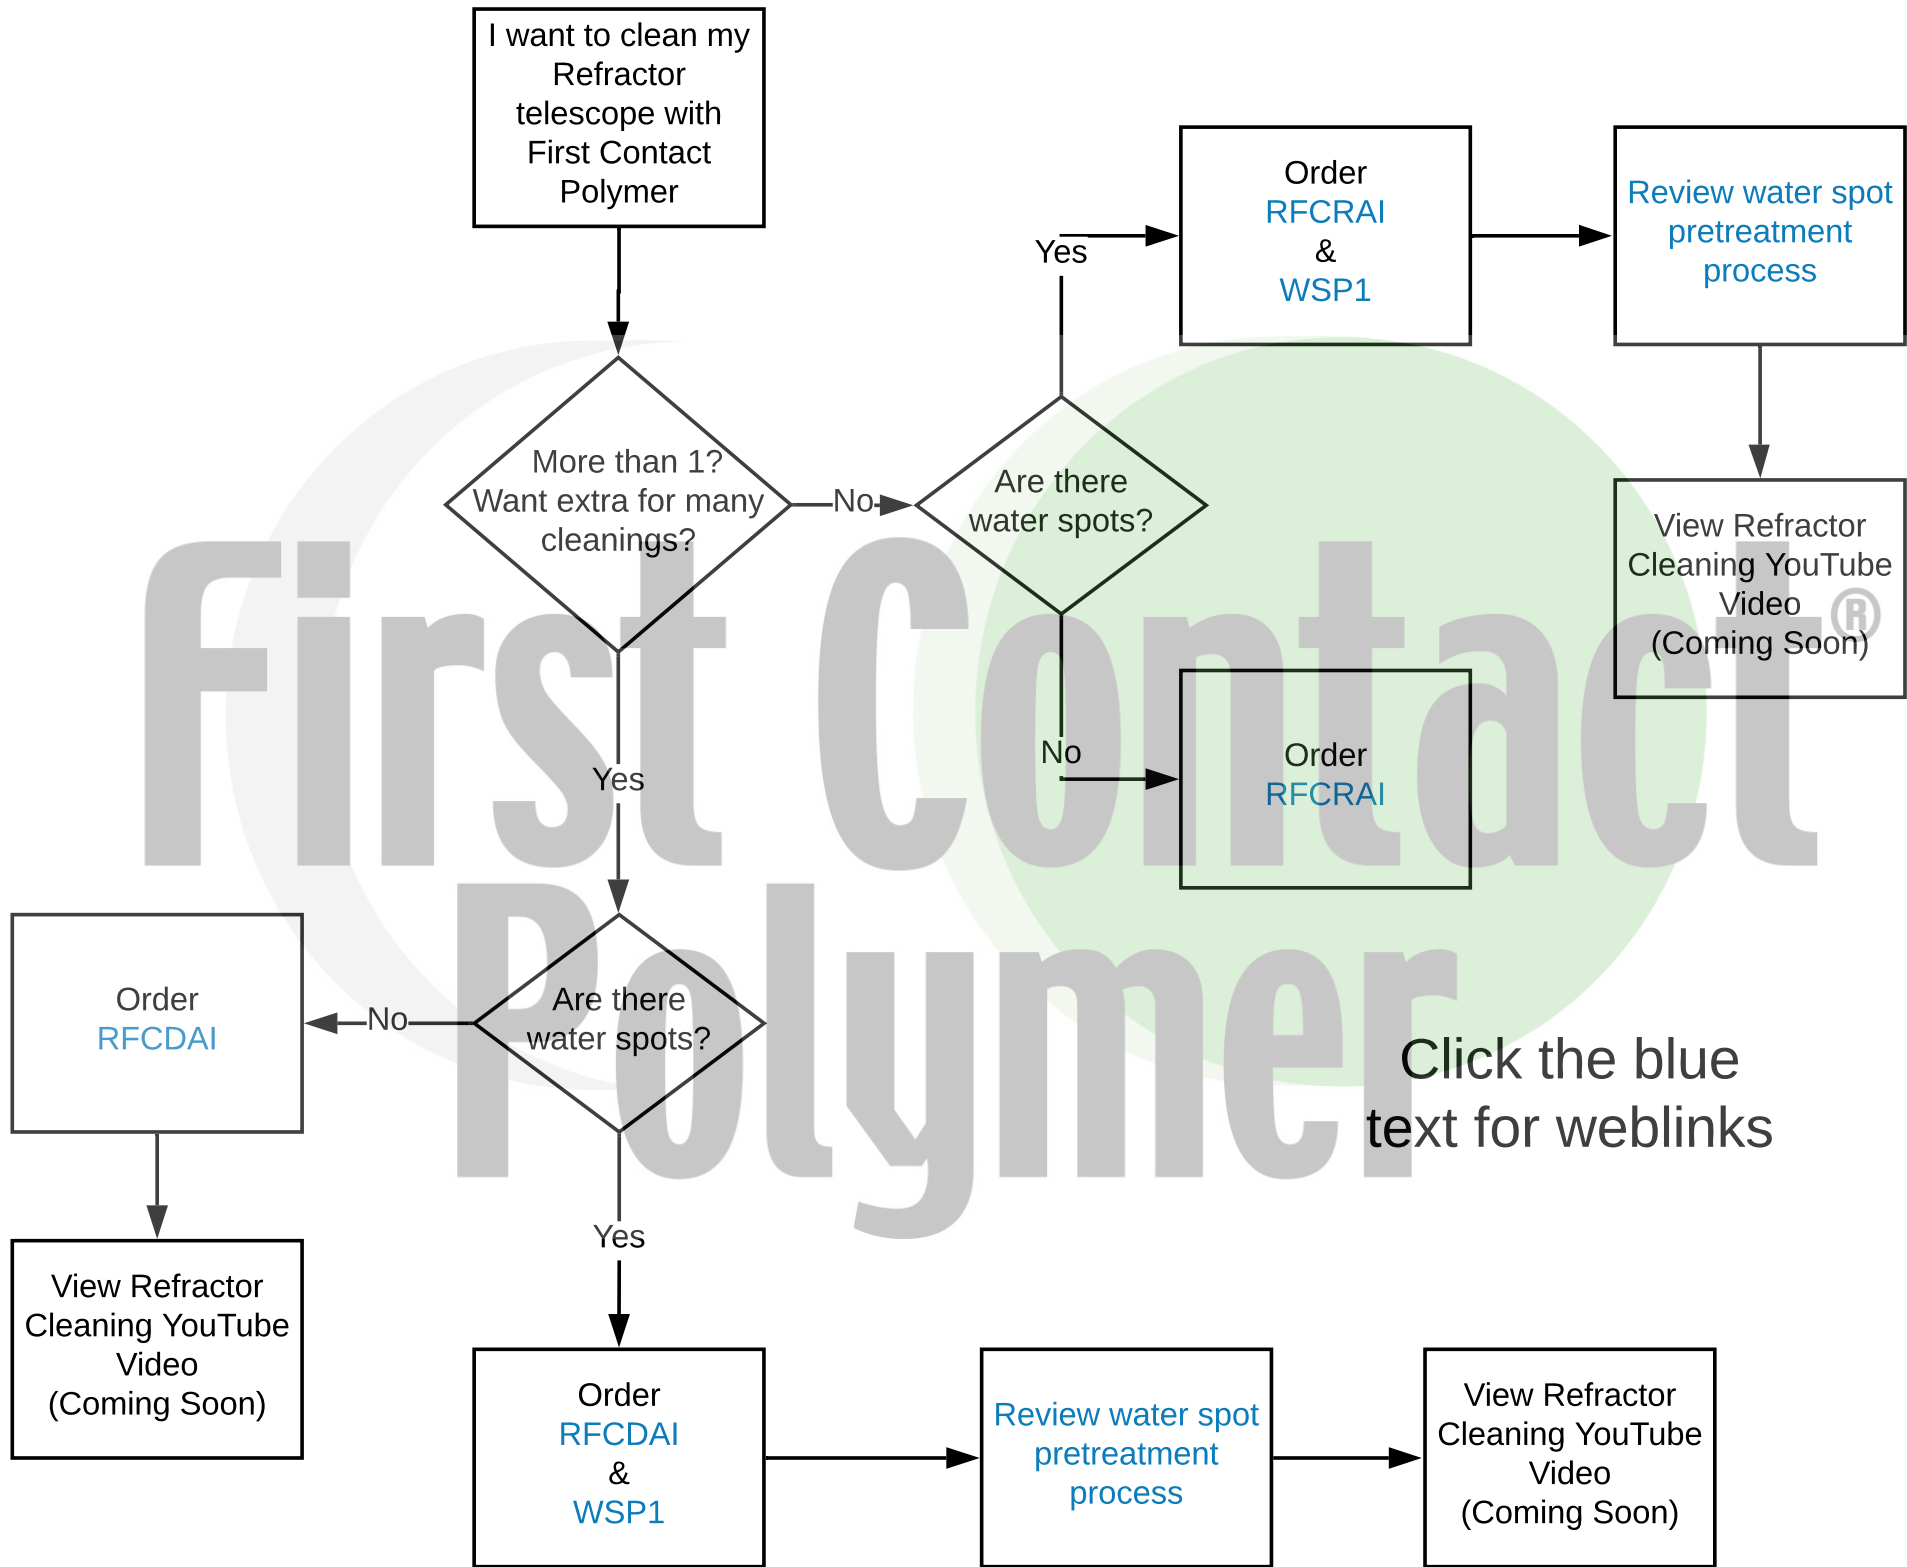 I want to clean my
Refractor
telescope with
First Contact
Polymer
Order
RFCRAI
&
WSP1
Review water spot
pretreatment
process
Yes
More than 1?
Want extra for many
cleanings?
No
Are there
water spots?
View Refractor
Cleaning YouTube
Video
(Coming Soon)
First Contact®
Polymer
No
Order
RFCRAI
Yes
Order
RFCDAI
No
Are there
water spots?
Click the blue
text for weblinks
Yes
View Refractor
Cleaning YouTube
Video
(Coming Soon)
Order
RFCDAI
&
WSP1
Review water spot
pretreatment
process
View Refractor
Cleaning YouTube
Video
(Coming Soon)